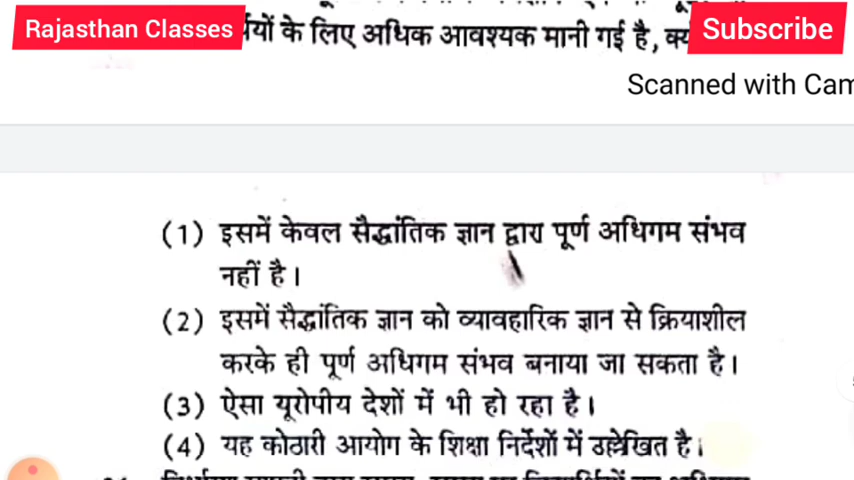 Rajasthan Classes
के लिए अधिक आवश्यक मानी गई है,
Subscribe
Scanned with Cam
(1) इसमें केवल सैद्धांतिक ज्ञान द्वारा पूर्ण अधिगम संभव
नहीं है।
(2) इसमें सैद्धांतिक ज्ञान को व्यावहारिक ज्ञान से क्रियाशील
करके ही पूर्ण अधिगम संभव बनाया जा सकता है।
(3) ऐसा यूरोपीय देशों में भी हो रहा है।
(4) यह कोठारी आयोग के शिक्षा निर्देशों में उल्लेखित है।